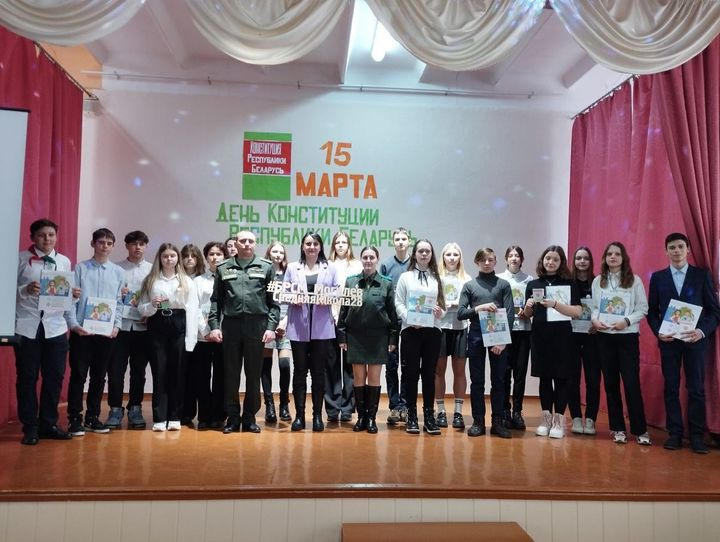 Конституция
Республики
Беларусь
15
МАРТА
День Конституции
Республики Беларусь
#БРСМ Могилев
Средняяшкола28